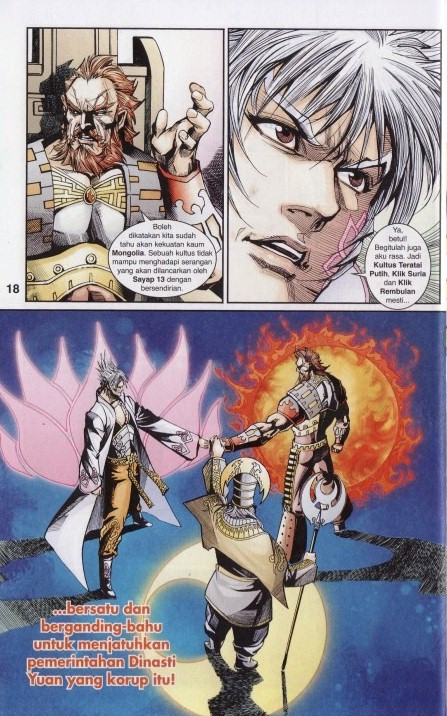 Boleh
dikatakan kita sudah
tahu akan kekuatan kaum
Mongolia. Sebuah kultus tidak
mampu menghadapi serangan
yang akan dilancarkan oleh
Sayap 13 dengan
bersendirian.
Ya,
betul!
Begitulah juga
aku rasa. Jadi
Kultus Teratai
Putih, Klik Suria
dan Klik
Rembulan
mesti...
18
...bersatu dan
berganding-bahu
untuk menjatuhkan
pemerintahan Dinasti
Yuan yang korup itu!